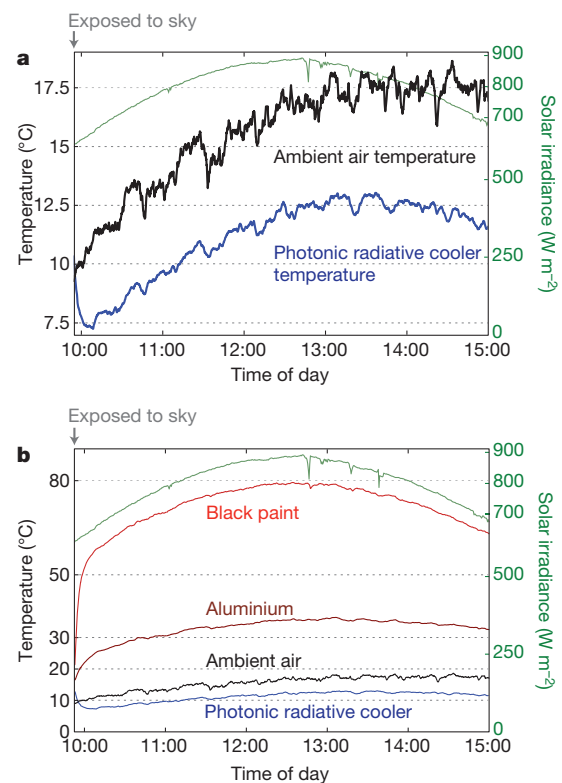 Exposed to sky
a
Temperature (°C)
17.5
15
12.5
10
7.5
Ambient air temperature
Photonic radiative cooler
temperature
900
800
700
500
250
0
Solar irradiance (W m⁻²)
10:00 11:00 12:00 13:00 14:00 15:00
Time of day
Exposed to sky
b
Temperature (°C)
80
50
30
20
10
0
Black paint
Aluminium
Ambient air
Photonic radiative cooler
900
800
700
500
250
0
Solar irradiance (W m⁻²)
10:00 11:00 12:00 13:00 14:00 15:00
Time of day